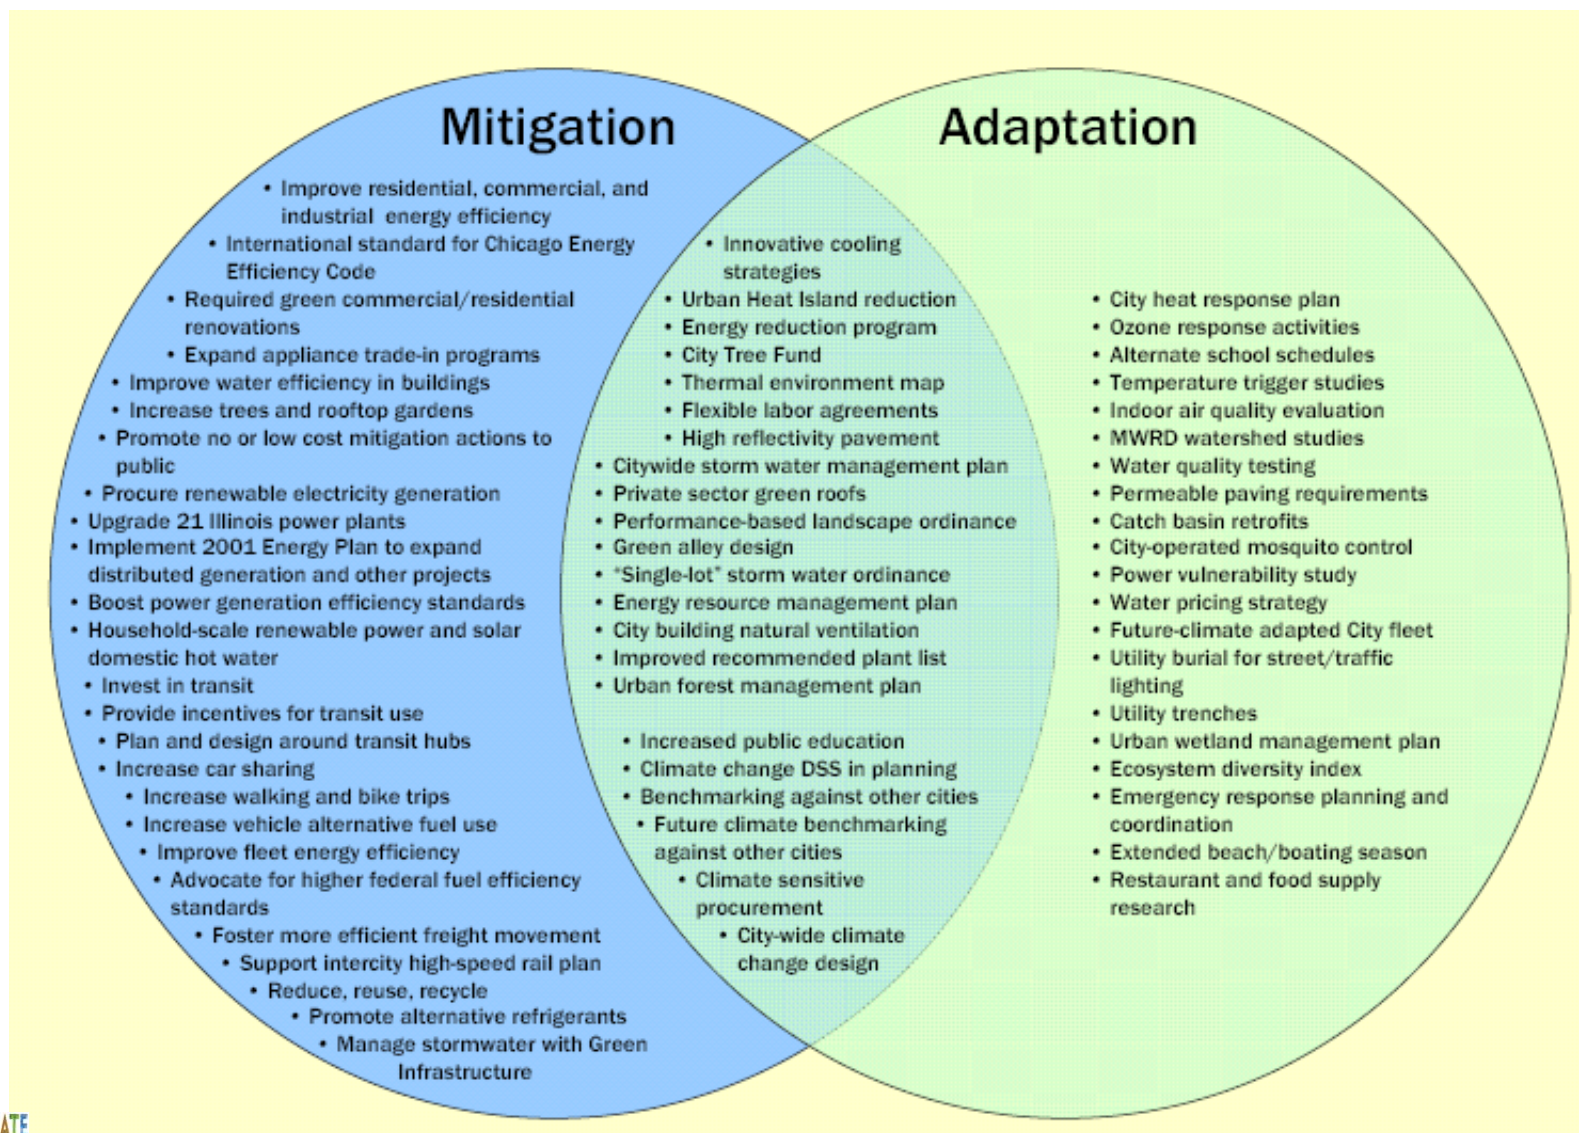 Mitigation
• Improve residential, commercial, and
industrial energy efficiency
• International standard for Chicago Energy
Efficiency Code
• Required green commercial/residential
renovations
• Expand appliance trade-in programs
• Improve water efficiency in buildings
• Increase trees and rooftop gardens
• Promote no or low cost mitigation actions to
public
• Procure renewable electricity generation
• Upgrade 21 Illinois power plants
• Implement 2001 Energy Plan to expand
distributed generation and other projects
• Boost power generation efficiency standards
• Household-scale renewable power and solar
domestic hot water
• Invest in transit
• Provide incentives for transit use
• Plan and design around transit hubs
• Increase car sharing
• Increase walking and bike trips
• Increase vehicle alternative fuel use
• Improve fleet energy efficiency
• Advocate for higher federal fuel efficiency
standards
• Foster more efficient freight movement
• Support intercity high-speed rail plan
• Reduce, reuse, recycle
• Promote alternative refrigerants
• Manage stormwater with Green
Infrastructure
• Innovative cooling
strategies
• Urban Heat Island reduction
• Energy reduction program
• City Tree Fund
• Thermal environment map
• Flexible labor agreements
• High reflectivity pavement
• Citywide storm water management plan
• Private sector green roofs
• Performance-based landscape ordinance
• Green alley design
• "Single-lot" storm water ordinance
• Energy resource management plan
• City building natural ventilation
• Improved recommended plant list
• Urban forest management plan
• Increased public education
• Climate change DSS in planning
• Benchmarking against other cities
• Future climate benchmarking
against other cities
• Climate sensitive
procurement
• City-wide climate
change design
Adaptation
• City heat response plan
• Ozone response activities
• Alternate school schedules
• Temperature trigger studies
• Indoor air quality evaluation
• MWRD watershed studies
• Water quality testing
• Permeable paving requirements
• Catch basin retrofits
• City-operated mosquito control
• Power vulnerability study
• Water pricing strategy
• Future-climate adapted City fleet
• Utility burial for street/traffic
lighting
• Utility trenches
• Urban wetland management plan
• Ecosystem diversity index
• Emergency response planning and
coordination
• Extended beach/boating season
• Restaurant and food supply
research